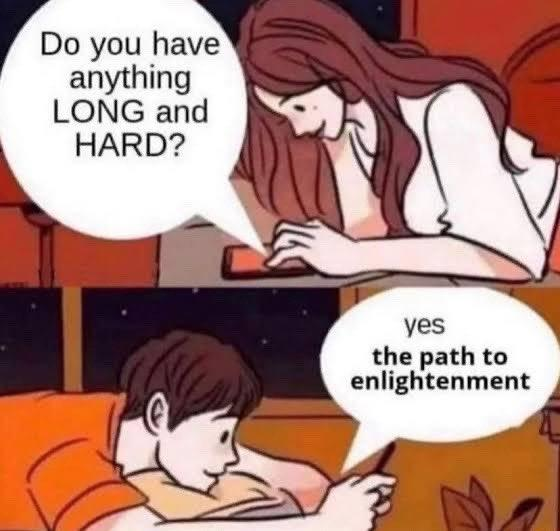 Do you have
anything
LONG and
HARD?
yes
the path to
enlightenment